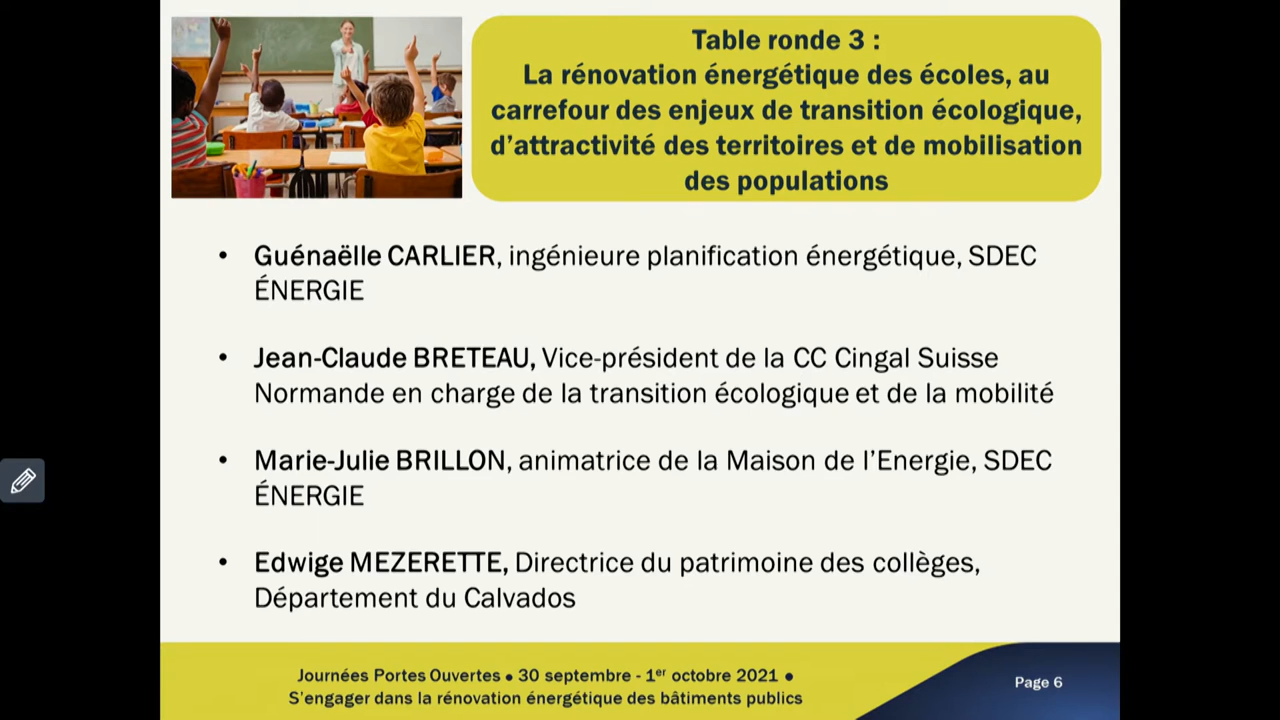 Table ronde 3 :
La rénovation énergétique des écoles, au
carrefour des enjeux de transition écologique,
d’attractivité des territoires et de mobilisation
des populations
• Guénaëlle CARLIER, ingénieure planification énergétique, SDEC
ÉNERGIE
• Jean-Claude BRETEAU, Vice-président de la CC Cingal Suisse
Normande en charge de la transition écologique et de la mobilité
• Marie-Julie BRILLON, animatrice de la Maison de l’Energie, SDEC
ÉNERGIE
• Edwige MEZERETTE, Directrice du patrimoine des collèges,
Département du Calvados
Journées Portes Ouvertes • 30 septembre - 1er octobre 2021 •
S’engager dans la rénovation énergétique des bâtiments publics
Page 6